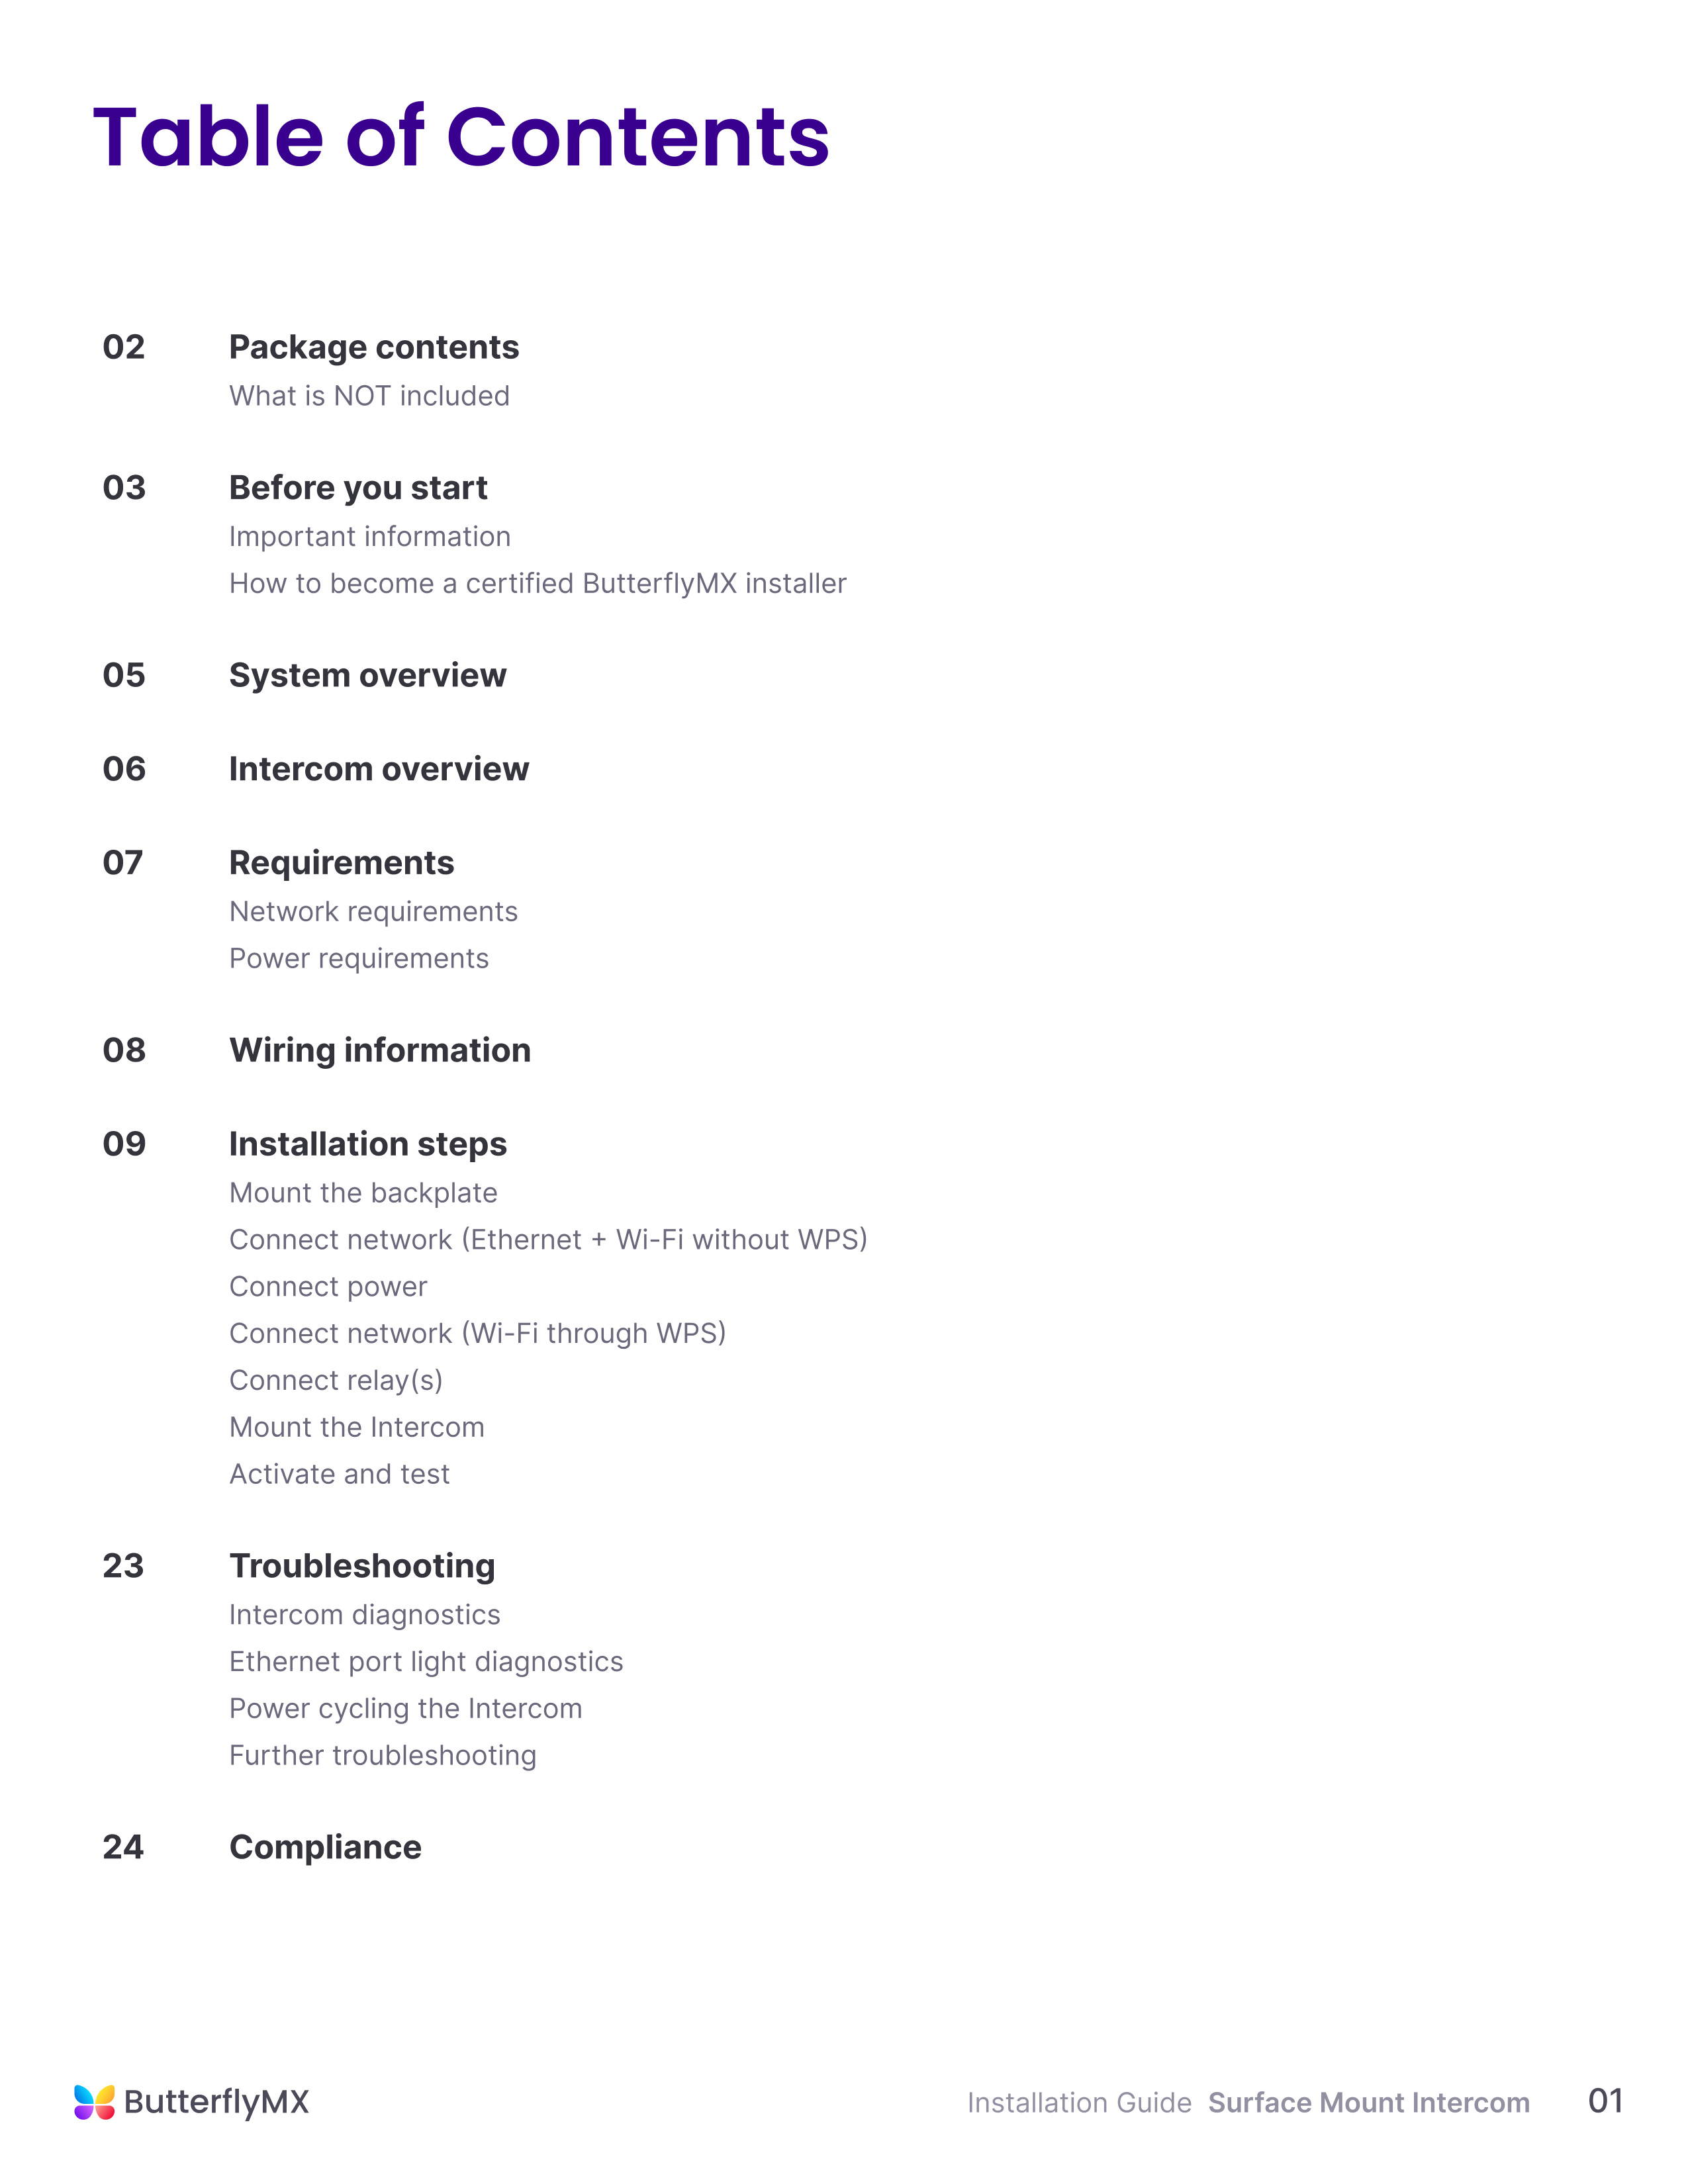 Table of Contents
02 Package contents
What is NOT included
03 Before you start
Important information
How to become a certified ButterflyMX installer
05 System overview
06 Intercom overview
07 Requirements
Network requirements
Power requirements
08 Wiring information
09 Installation steps
Mount the backplate
Connect network (Ethernet + Wi-Fi without WPS)
Connect power
Connect network (Wi-Fi through WPS)
Connect relay(s)
Mount the Intercom
Activate and test
23 Troubleshooting
Intercom diagnostics
Ethernet port light diagnostics
Power cycling the Intercom
Further troubleshooting
24 Compliance
ButterflyMX Installation Guide Surface Mount Intercom 01